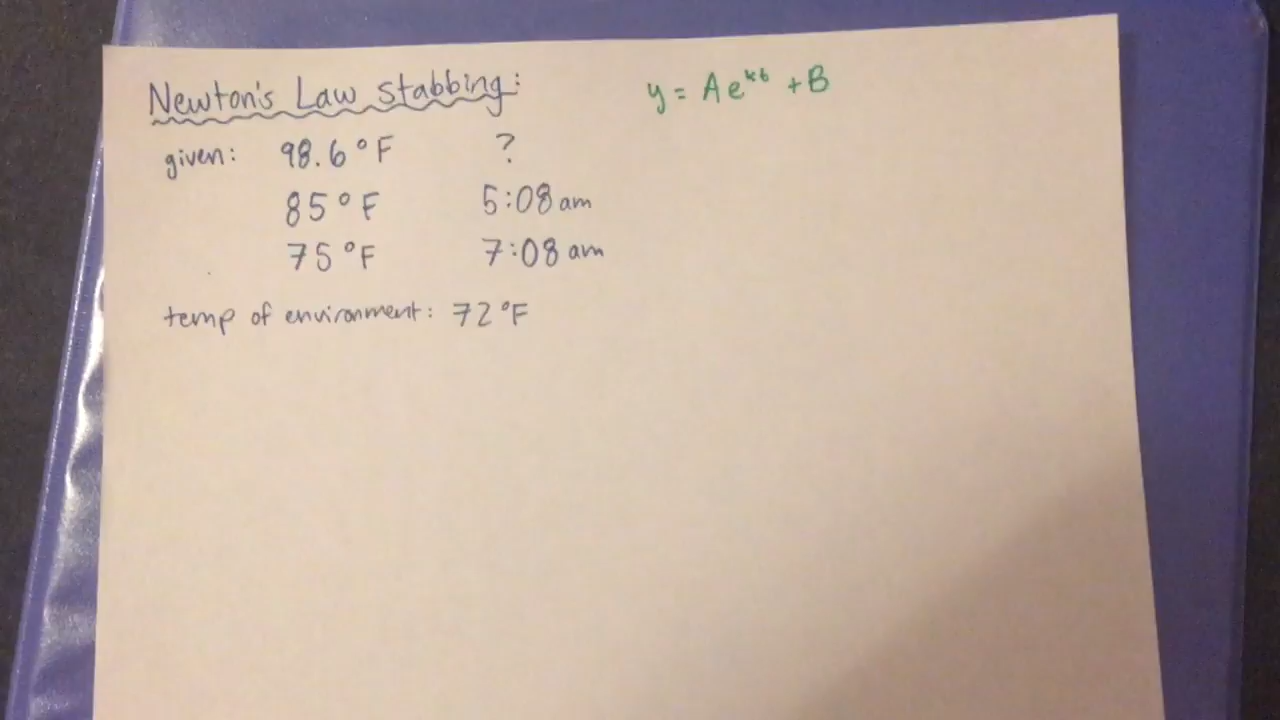 Newton's Law stabbing: y = Ae^kt + B
given: 98.6°F ?
85°F 5:08 am
75°F 7:08 am
temp of environment: 72°F